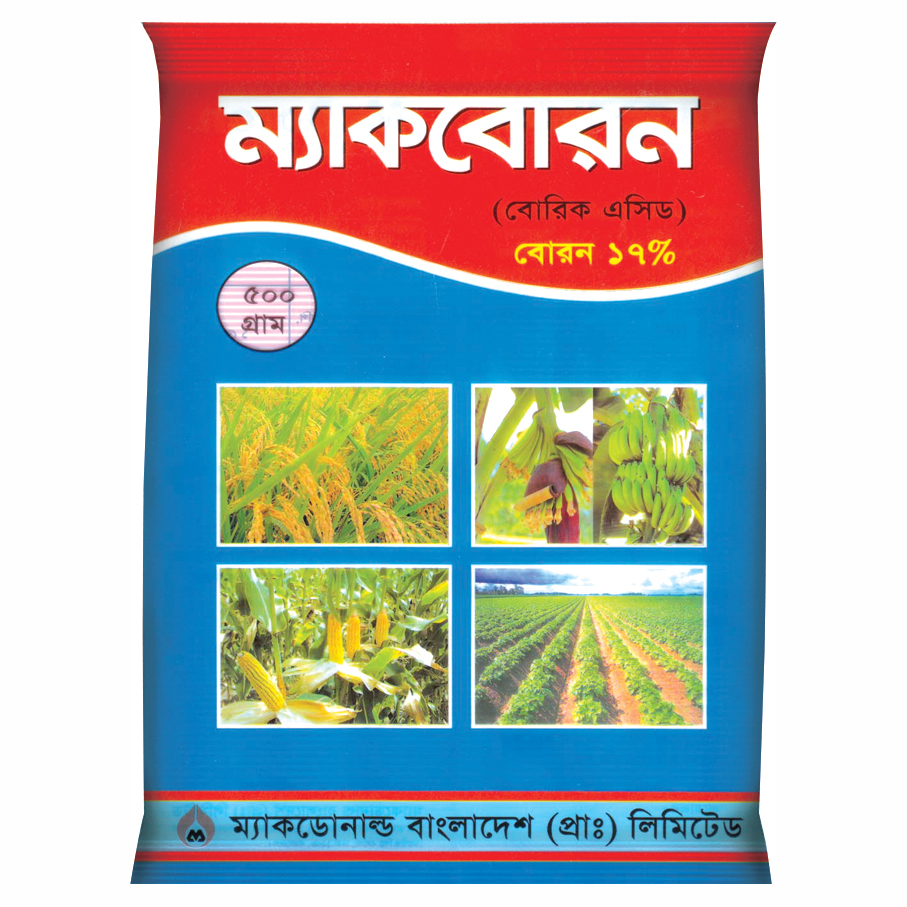 ম্যাকবোরন
(বোরিক এসিড)
বোরন ১৭%
৫০০
গ্রাম
ম্যাকডোনাল্ড বাংলাদেশ (প্রাঃ) লিমিটেড